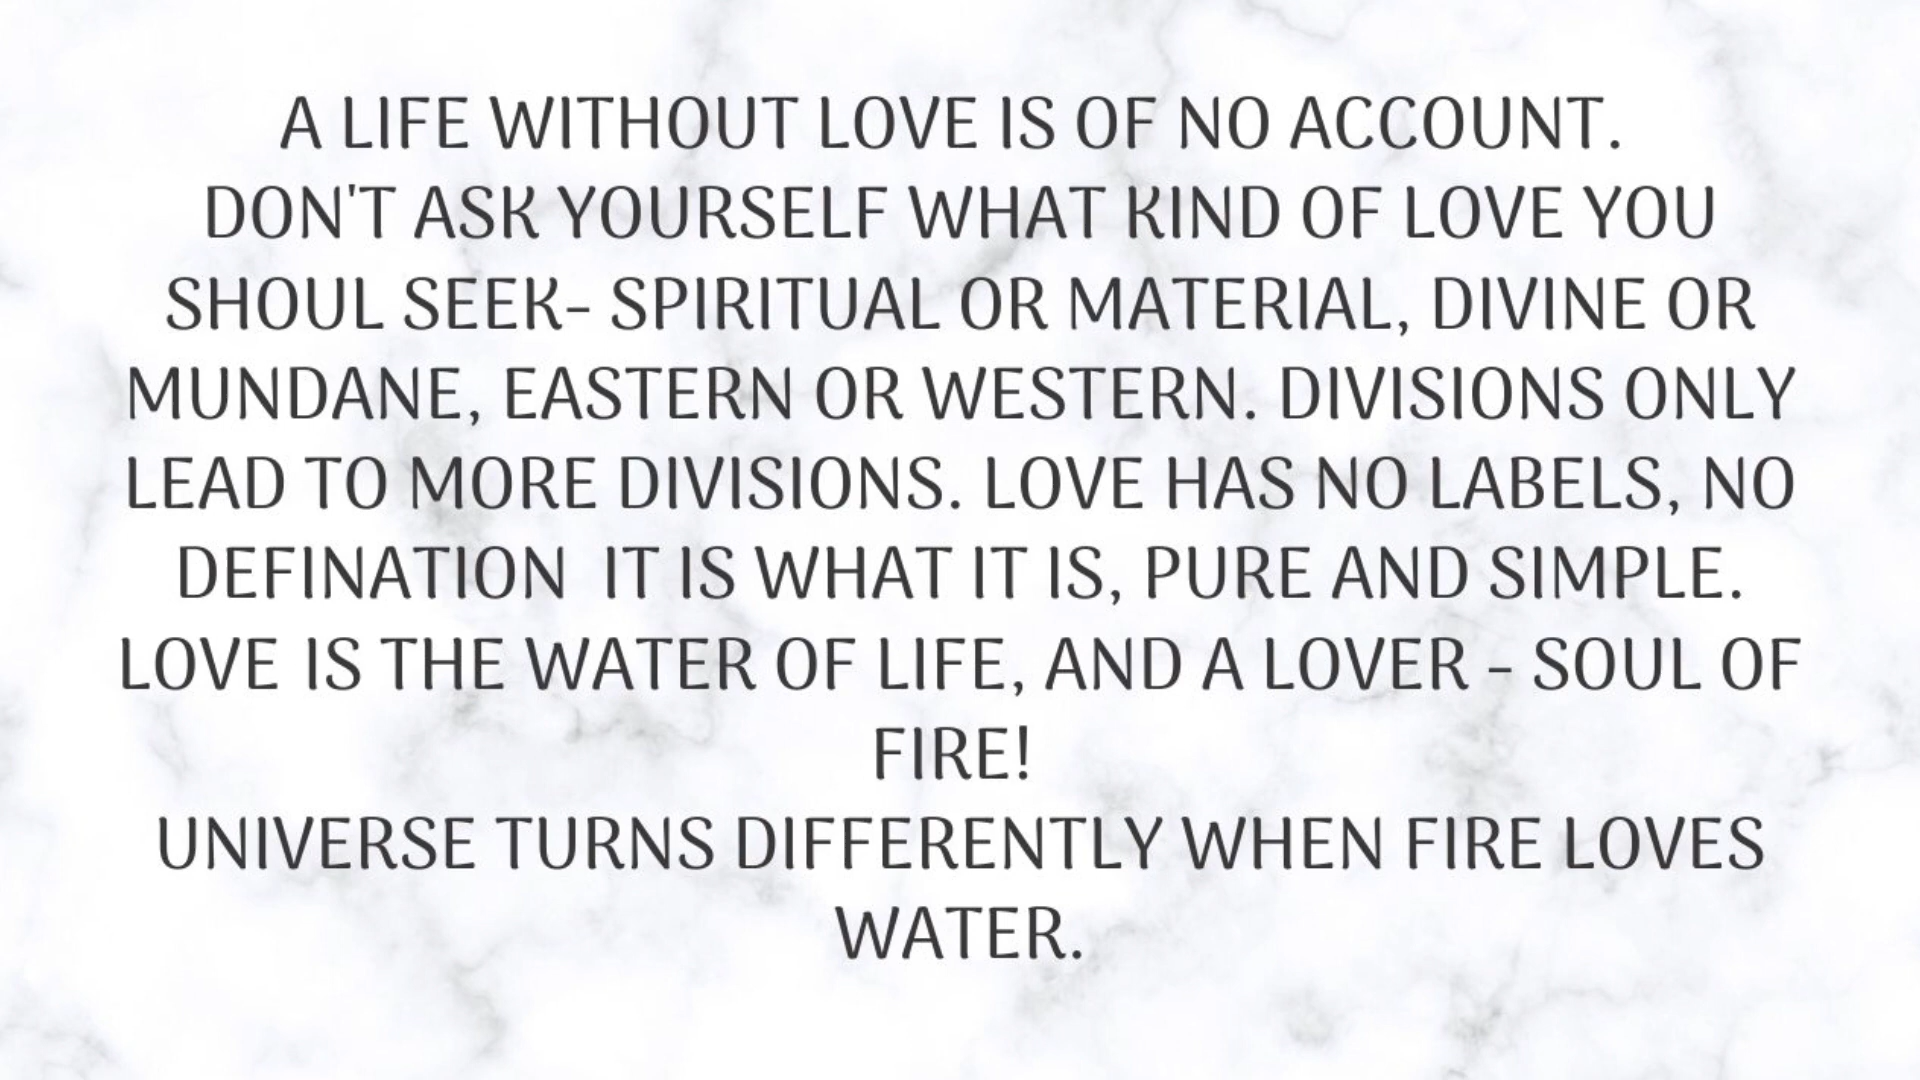 A LIFE WITHOUT LOVE IS OF NO ACCOUNT.
DON'T ASK YOURSELF WHAT KIND OF LOVE YOU
SHOUL SEEK- SPIRITUAL OR MATERIAL, DIVINE OR
MUNDANE, EASTERN OR WESTERN. DIVISIONS ONLY
LEAD TO MORE DIVISIONS. LOVE HAS NO LABELS, NO
DEFINATION  IT IS WHAT IT IS, PURE AND SIMPLE.
LOVE IS THE WATER OF LIFE, AND A LOVER - SOUL OF
FIRE!
UNIVERSE TURNS DIFFERENTLY WHEN FIRE LOVES
WATER.